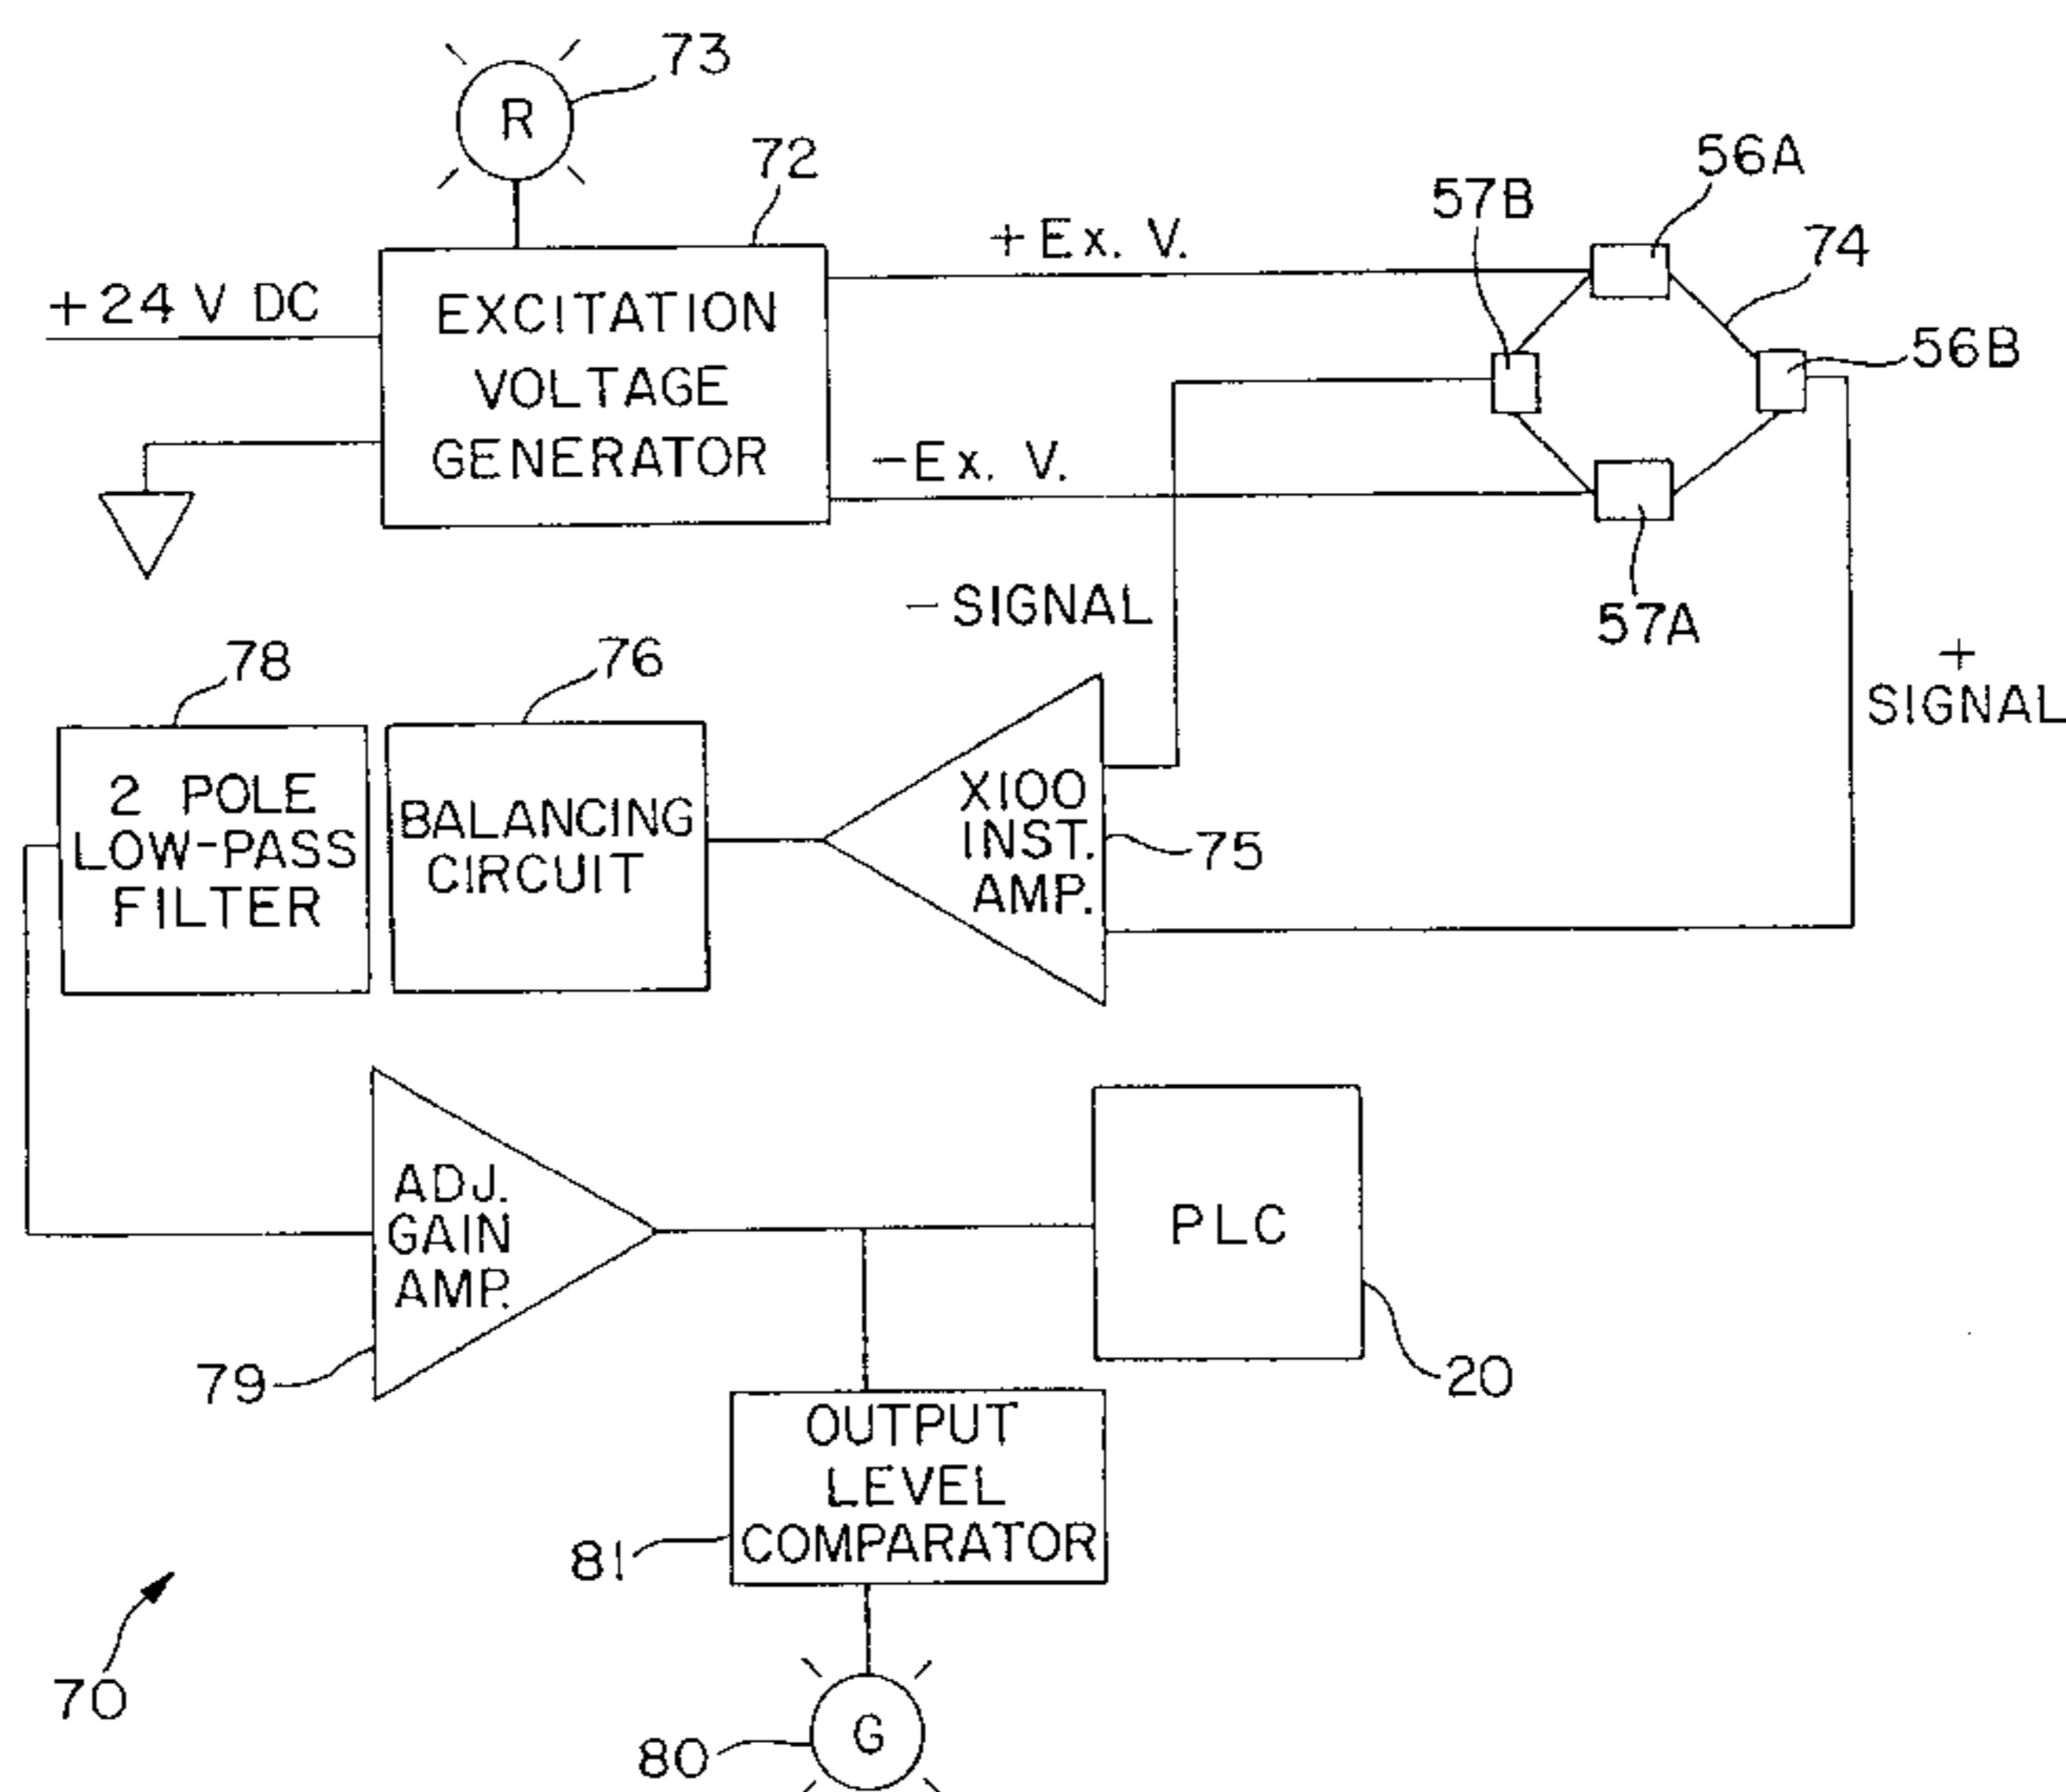 73
R
72
56A
57B
74
+Ex. V.
+24 V DC
EXCITATION
VOLTAGE
GENERATOR
56B
-Ex. V.
57A
- SIGNAL
+
SIGNAL
78
76
2 POLE
LOW-PASS
FILTER
BALANCING
CIRCUIT
X100
INST.
AMP.
75
ADJ.
GAIN
AMP.
PLC
79
20
OUTPUT
LEVEL
COMPARATOR
81
70
80
G